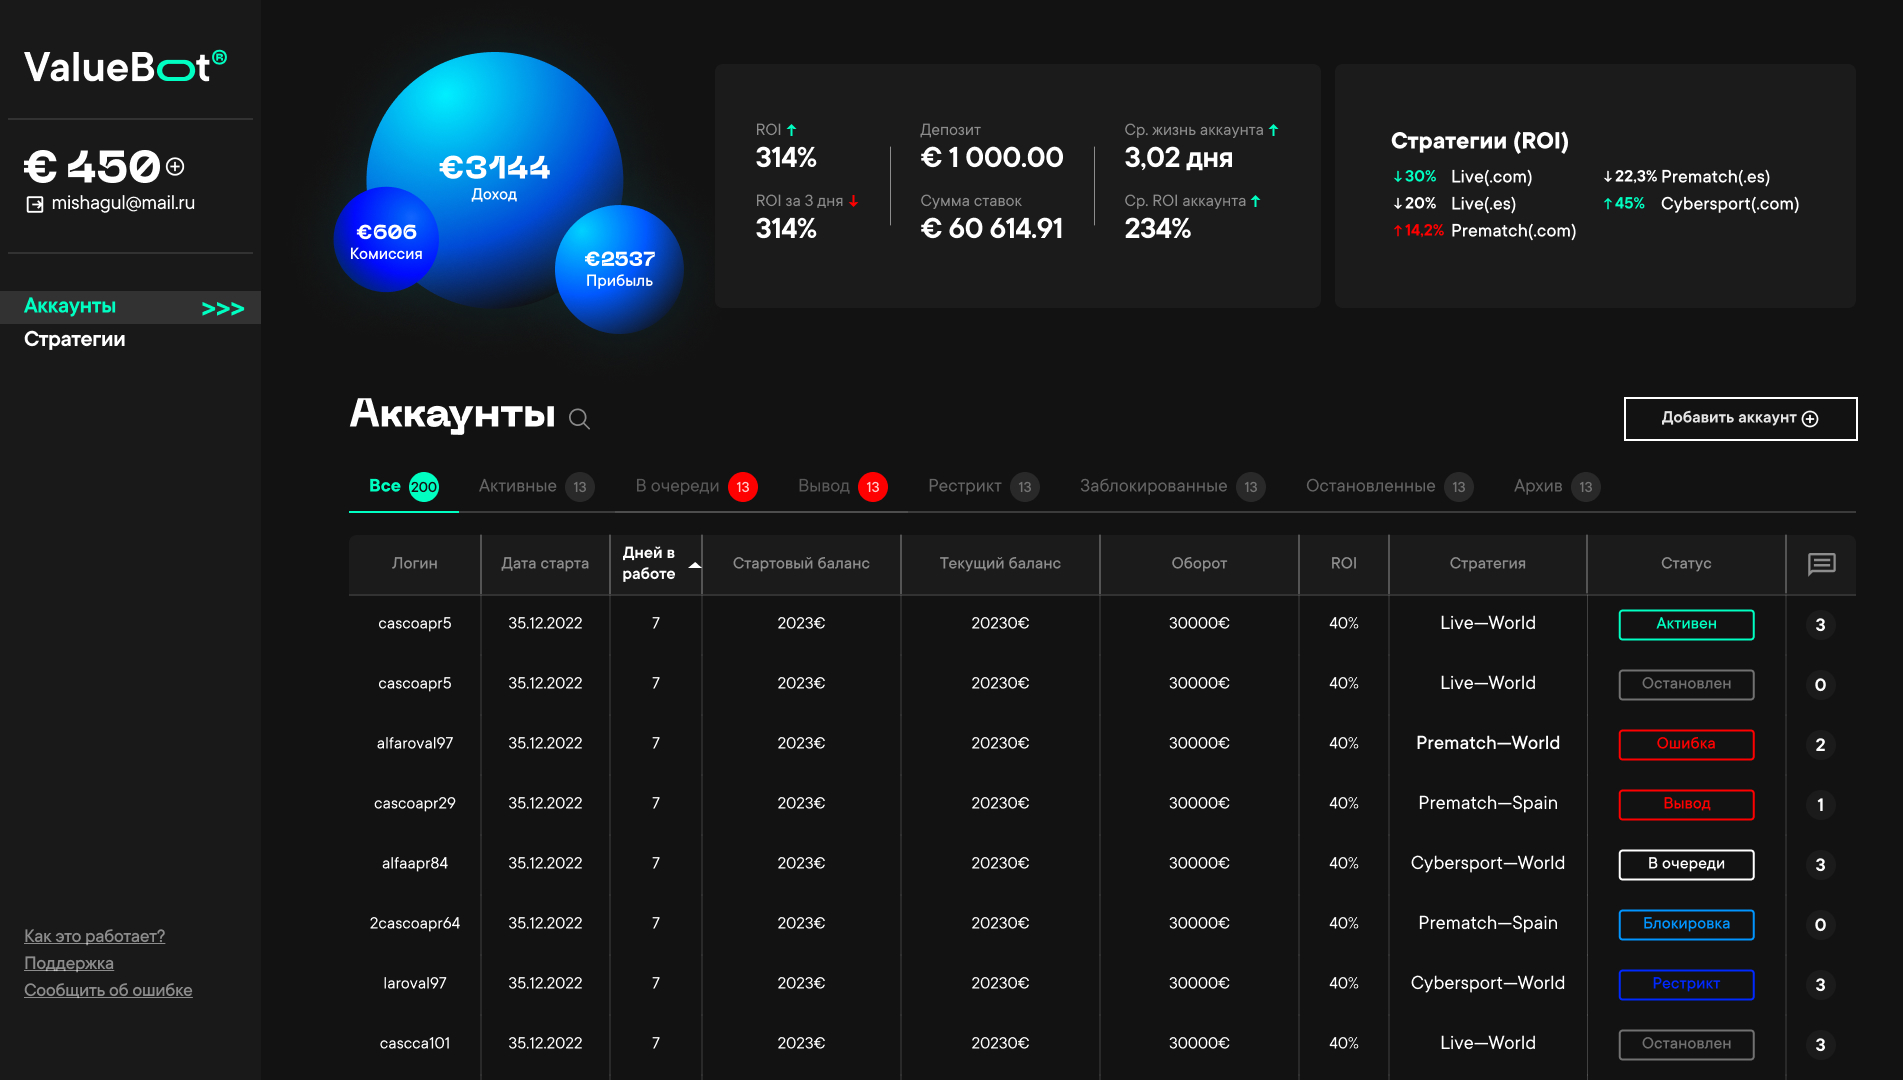 ValueBot®
€ 450
mishagul@mail.ru
Аккаунты >>>
Стратегии
Как это работает?
Поддержка
Сообщить об ошибке
€3144
Доход
€606
Комиссия
€2537
Прибыль
ROI ↑
314%
ROI за 3 дня ↓
314%
Депозит
€ 1 000.00
Сумма ставок
€ 60 614.91
Ср. жизнь аккаунта ↑
3,02 дня
Ср. ROI аккаунта ↑
234%
Стратегии (ROI)
↓30% Live(.com)
↓20% Live(.es)
↑14,2% Prematch(.com)
↓22,3% Prematch(.es)
↑45% Cybersport(.com)
Аккаунты
Добавить аккаунт
Все 200 Активные 13 В очереди 13 Вывод 13 Рестрикт 13 Заблокированные 13 Остановленные 13 Архив 13
Логин Дата старта Дней в работе Стартовый баланс Текущий баланс Оборот ROI Стратегия Статус
cascoapr5 35.12.2022 7 2023€ 20230€ 30000€ 40% Live—World Активен 3
cascoapr5 35.12.2022 7 2023€ 20230€ 30000€ 40% Live—World Остановлен 0
alfaroval97 35.12.2022 7 2023€ 20230€ 30000€ 40% Prematch—World Ошибка 2
cascoapr29 35.12.2022 7 2023€ 20230€ 30000€ 40% Prematch—Spain Вывод 1
alfaapr84 35.12.2022 7 2023€ 20230€ 30000€ 40% Cybersport—World В очереди 3
2cascoapr64 35.12.2022 7 2023€ 20230€ 30000€ 40% Prematch—Spain Блокировка 0
laroval97 35.12.2022 7 2023€ 20230€ 30000€ 40% Cybersport—World Рестрикт 3
cascca101 35.12.2022 7 2023€ 20230€ 30000€ 40% Live—World Остановлен 3